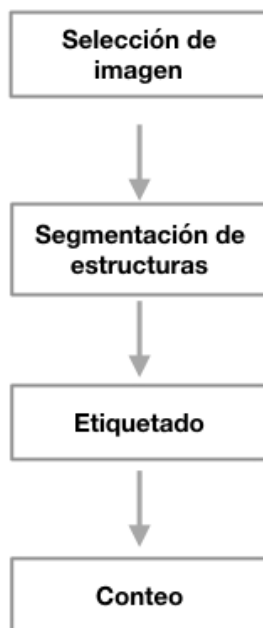 Selección de
imagen
Segmentación de
estructuras
Etiquetado
Conteo